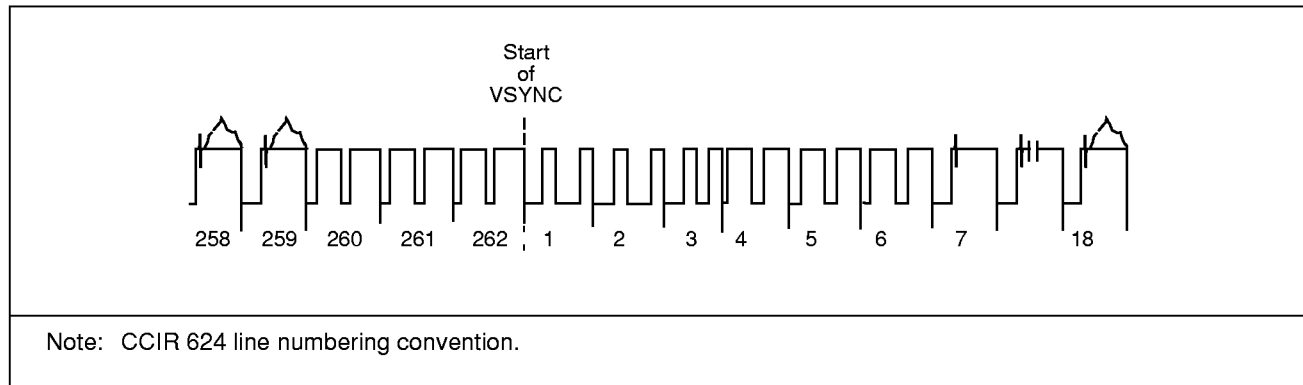 Start
of
VSYNC
258 259 260 261 262 1 2 3 4 5 6 7 18
Note: CCIR 624 line numbering convention.